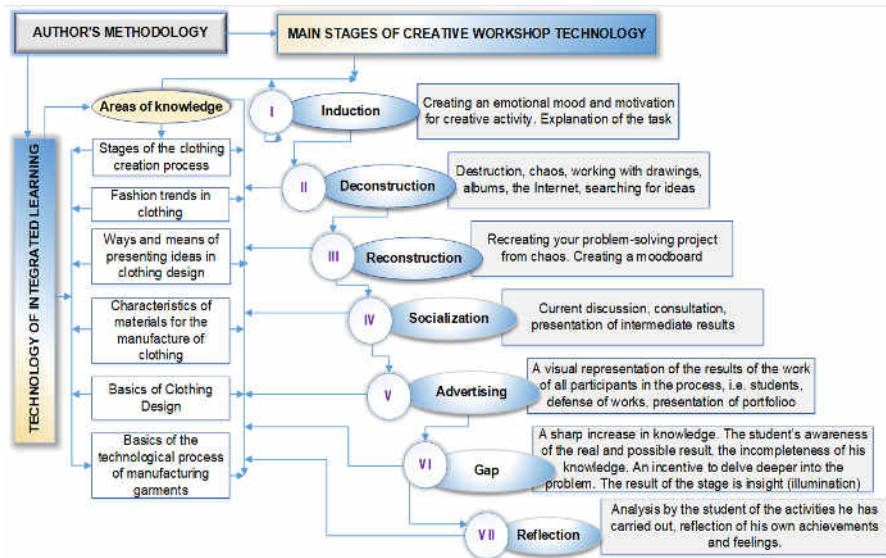 AUTHOR'S METHODOLOGY
MAIN STAGES OF CREATIVE WORKSHOP TECHNOLOGY
TECHNOLOGY OF INTEGRATED LEARNING
Areas of knowledge
Stages of the clothing
creation process
Fashion trends in
clothing
Ways and means of
presenting ideas in
clothing design
Characteristics of
materials for the
manufacture of
clothing
Basics of Clothing
Design
Basics of the
technological process
of manufacturing
garments
I
Induction
Creating an emotional mood and motivation
for creative activity. Explanation of the task
II
Deconstruction
Destruction, chaos, working with drawings,
albums, the Internet, searching for ideas
III
Reconstruction
Recreating your problem-solving project
from chaos. Creating a moodboard
IV
Socialization
Current discussion, consultation,
presentation of intermediate results
V
Advertising
A visual representation of the results of the work
of all participants in the process, i.e. students,
defense of works, presentation of portfolioo
VI
Gap
A sharp increase in knowledge. The student's awareness
of the real and possible result, the incompleteness of his
knowledge. An incentive to delve deeper into the
problem. The result of the stage is insight (illumination)
VII
Reflection
Analysis by the student of the activities he has
carried out, reflection of his own achievements
and feelings.